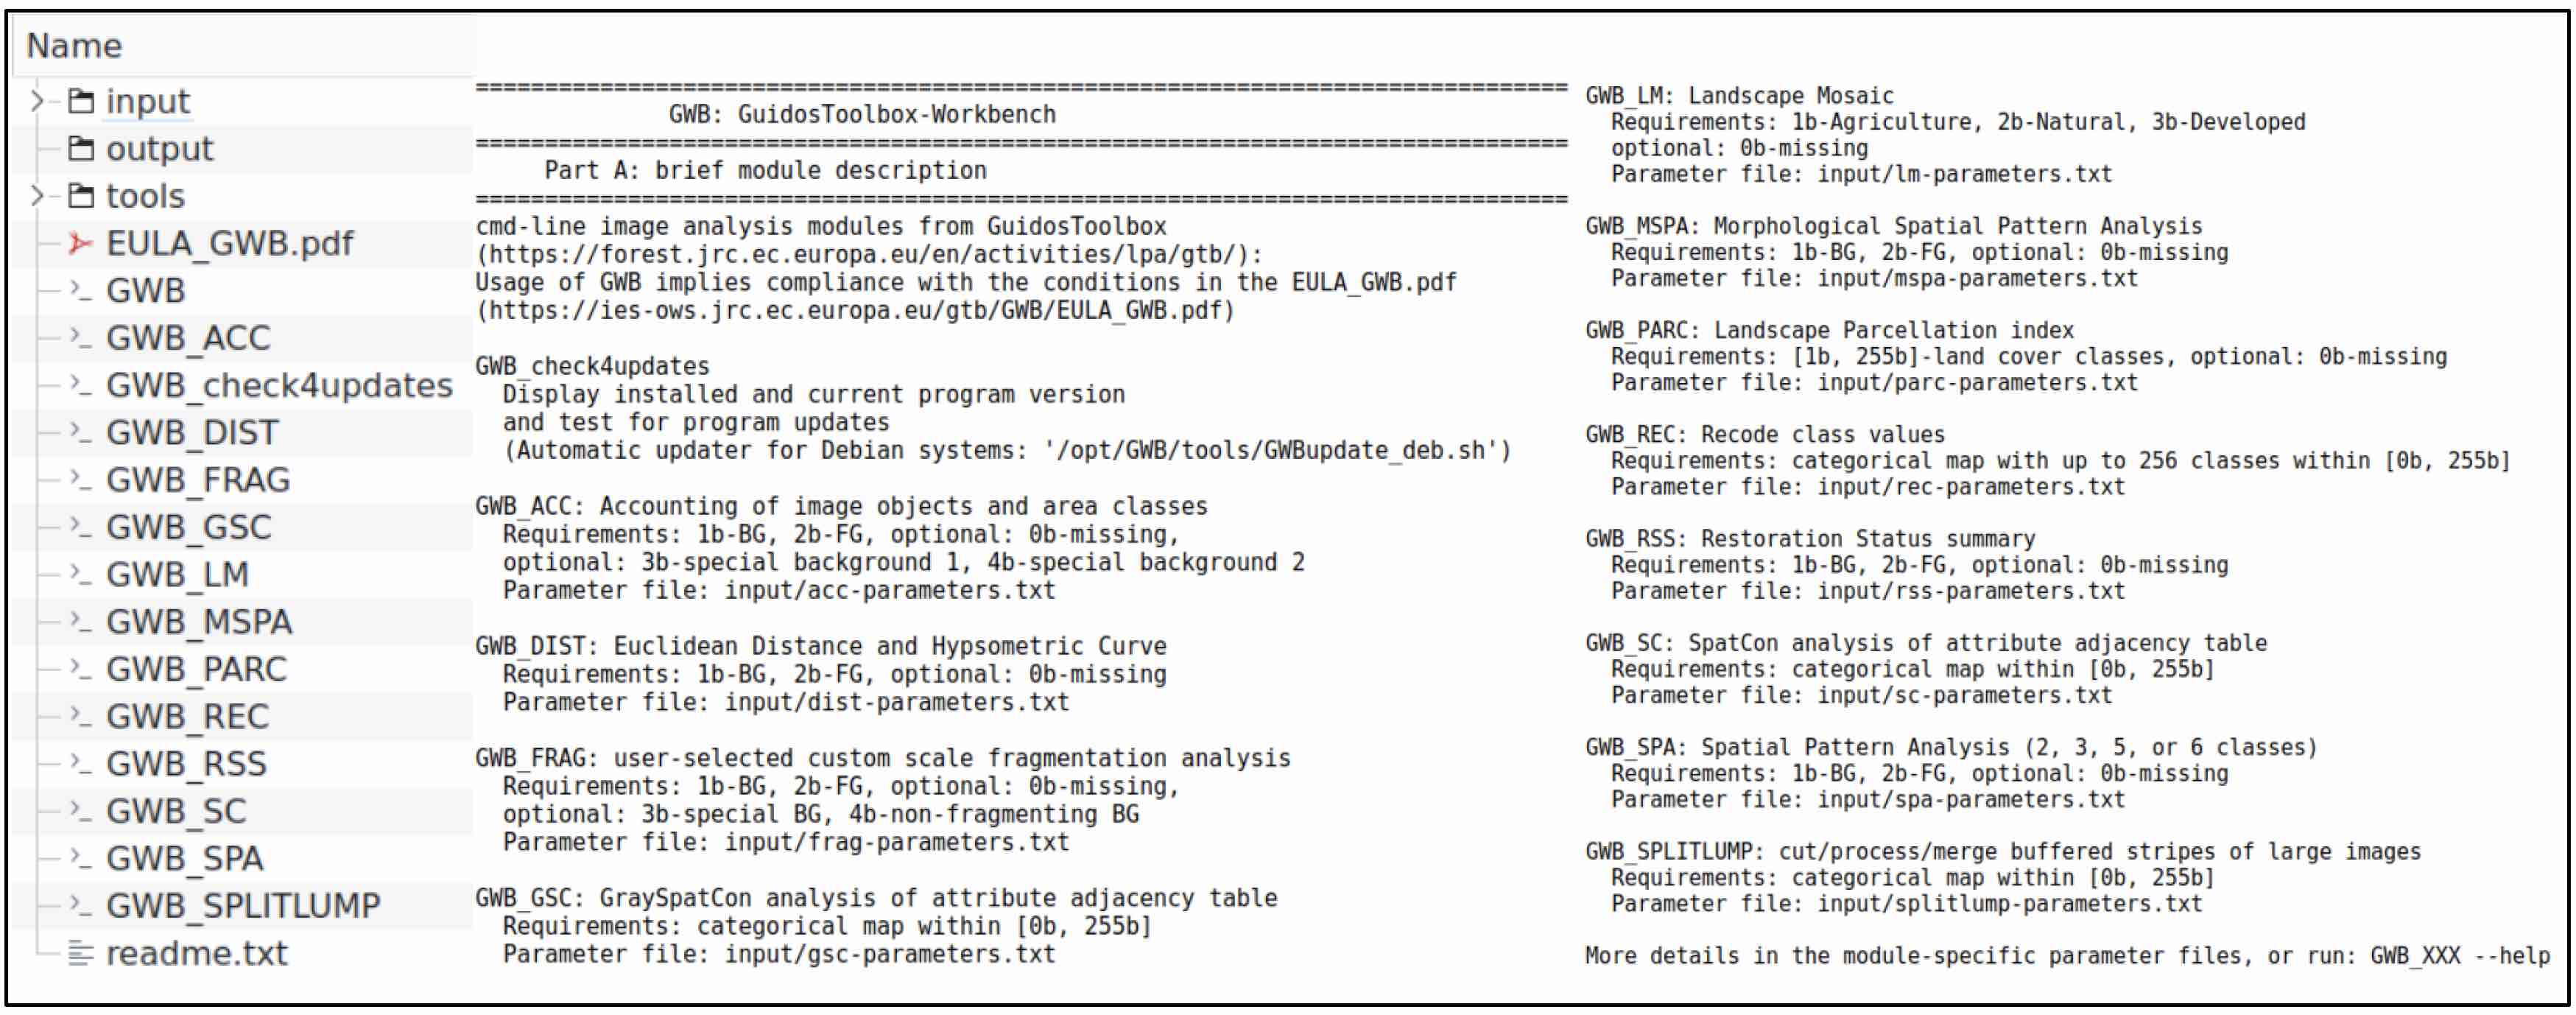 Name
input
output
tools
EULA_GWB.pdf
GWB
GWB_ACC
GWB_check4updates
GWB_DIST
GWB_FRAG
GWB_GSC
GWB_LM
GWB_MSPA
GWB_PARC
GWB_REC
GWB_RSS
GWB_SC
GWB_SPA
GWB_SPLITLUMP
readme.txt
===============================================================================
GWB: GuidosToolbox-Workbench
===============================================================================
Part A: brief module description
===============================================================================
cmd-line image analysis modules from GuidosToolbox
(https://forest.jrc.ec.europa.eu/en/activities/lpa/gtb/):
Usage of GWB implies compliance with the conditions in the EULA_GWB.pdf
(https://ies-ows.jrc.ec.europa.eu/gtb/GWB/EULA_GWB.pdf)
GWB_check4updates
Display installed and current program version
and test for program updates
(Automatic updater for Debian systems: '/opt/GWB/tools/GWBupdate_deb.sh')
GWB_ACC: Accounting of image objects and area classes
Requirements: 1b-BG, 2b-FG, optional: 0b-missing,
optional: 3b-special background 1, 4b-special background 2
Parameter file: input/acc-parameters.txt
GWB_DIST: Euclidean Distance and Hypsometric Curve
Requirements: 1b-BG, 2b-FG, optional: 0b-missing
Parameter file: input/dist-parameters.txt
GWB_FRAG: user-selected custom scale fragmentation analysis
Requirements: 1b-BG, 2b-FG, optional: 0b-missing,
optional: 3b-special BG, 4b-non-fragmenting BG
Parameter file: input/frag-parameters.txt
GWB_GSC: GraySpatCon analysis of attribute adjacency table
Requirements: categorical map within [0b, 255b]
Parameter file: input/gsc-parameters.txt
GWB_LM: Landscape Mosaic
Requirements: 1b-Agriculture, 2b-Natural, 3b-Developed
optional: 0b-missing
Parameter file: input/lm-parameters.txt
GWB_MSPA: Morphological Spatial Pattern Analysis
Requirements: 1b-BG, 2b-FG, optional: 0b-missing
Parameter file: input/mspa-parameters.txt
GWB_PARC: Landscape Parcellation index
Requirements: [1b, 255b]-land cover classes, optional: 0b-missing
Parameter file: input/parc-parameters.txt
GWB_REC: Recode class values
Requirements: categorical map with up to 256 classes within [0b, 255b]
Parameter file: input/rec-parameters.txt
GWB_RSS: Restoration Status summary
Requirements: 1b-BG, 2b-FG, optional: 0b-missing
Parameter file: input/rss-parameters.txt
GWB_SC: SpatCon analysis of attribute adjacency table
Requirements: categorical map within [0b, 255b]
Parameter file: input/sc-parameters.txt
GWB_SPA: Spatial Pattern Analysis (2, 3, 5, or 6 classes)
Requirements: 1b-BG, 2b-FG, optional: 0b-missing
Parameter file: input/spa-parameters.txt
GWB_SPLITLUMP: cut/process/merge buffered stripes of large images
Requirements: categorical map within [0b, 255b]
Parameter file: input/splitlump-parameters.txt
More details in the module-specific parameter files, or run: GWB_XXX --help